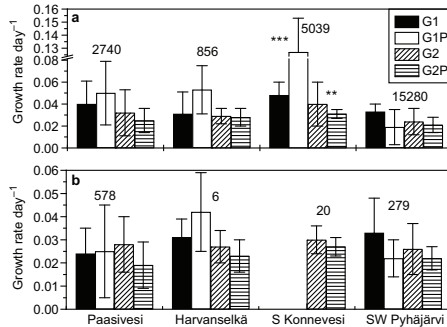 a
0.16
0.15
0.14
0.13
0.08
0.06
0.04
0.02
0.00
Growth rate day–1
2740
856
***
5039
**
15280
G1
G1P
G2
G2P
b
0.06
0.05
0.04
0.03
0.02
0.01
0.00
Growth rate day–1
578
6
20
279
Paasivesi Harvanselkä S Konnevesi SW Pyhäjärvi